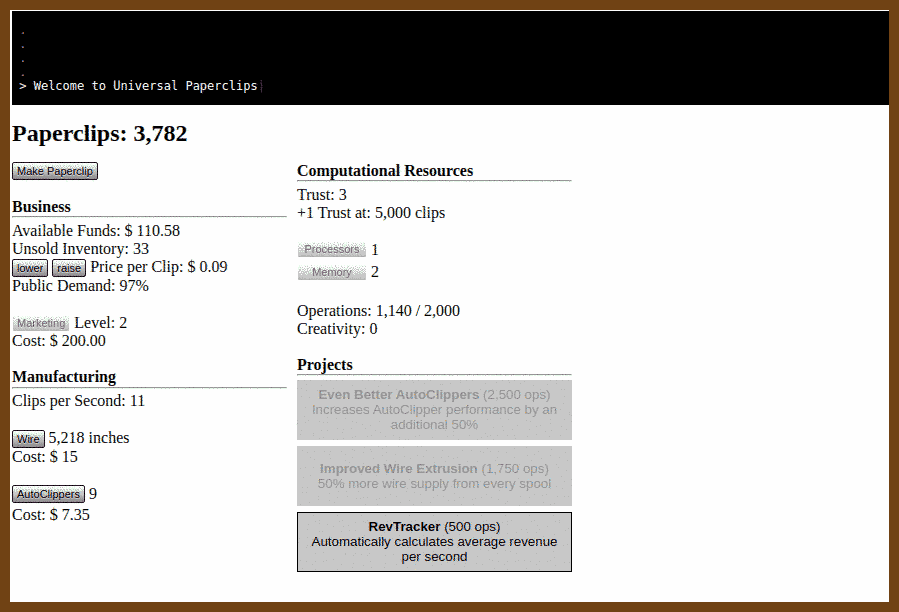 .
.
.
.
> Welcome to Universal Paperclips
Paperclips: 3,782
Make Paperclip
Business
Available Funds: $ 110.58
Unsold Inventory: 33
lower raise Price per Clip: $ 0.09
Public Demand: 97%
Marketing Level: 2
Cost: $ 200.00
Manufacturing
Clips per Second: 11
Wire 5,218 inches
Cost: $ 15
AutoClippers 9
Cost: $ 7.35
Computational Resources
Trust: 3
+1 Trust at: 5,000 clips
Processors 1
Memory 2
Operations: 1,140 / 2,000
Creativity: 0
Projects
Even Better AutoClippers (2,500 ops)
Increases AutoClipper performance by an
additional 50%
Improved Wire Extrusion (1,750 ops)
50% more wire supply from every spool
RevTracker (500 ops)
Automatically calculates average revenue
per second